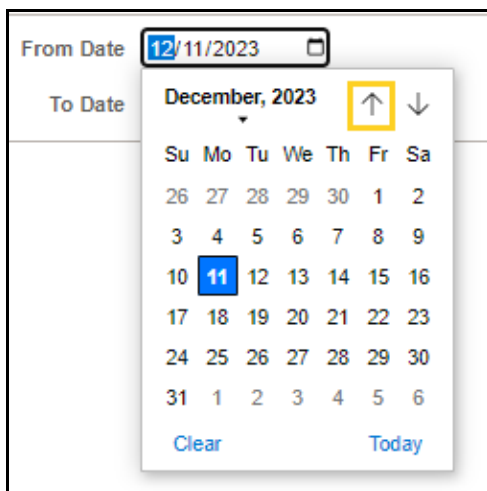 From Date 12/11/2023
To Date
December, 2023
Su Mo Tu We Th Fr Sa
26 27 28 29 30 1 2
3 4 5 6 7 8 9
10 11 12 13 14 15 16
17 18 19 20 21 22 23
24 25 26 27 28 29 30
31 1 2 3 4 5 6
Clear Today